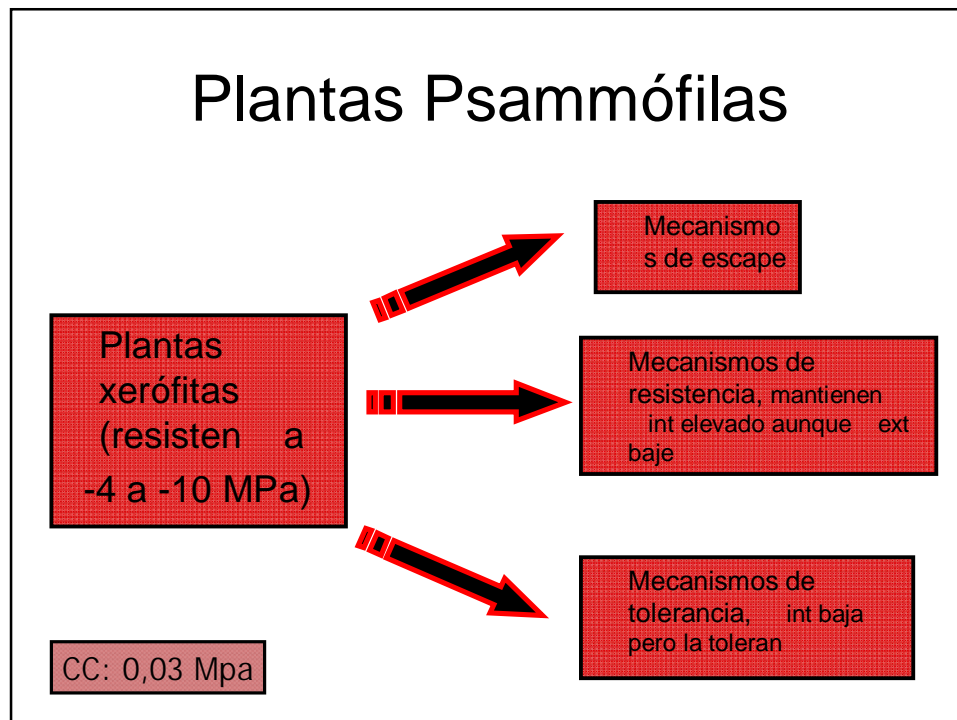 Plantas Psammófilas
Mecanismo
s de escape
Plantas
xerófitas
(resisten a
-4 a -10 MPa)
Mecanismos de
resistencia, mantienen
int elevado aunque ext
baje
Mecanismos de
tolerancia, int baja
pero la toleran
CC: 0,03 Mpa